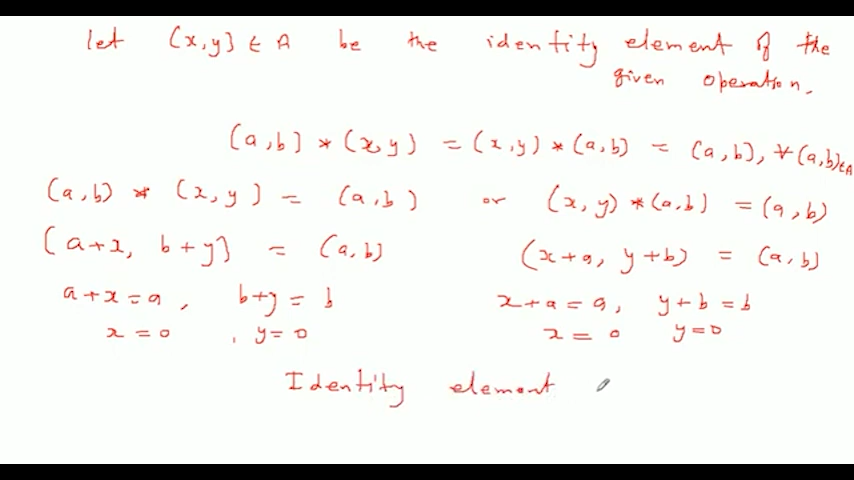 let (x,y) ∈ A be the identity element of the
given operation.
(a,b) * (x,y) = (x,y) * (a,b) = (a,b), ∀(a,b)∈A
(a,b) * (x,y) = (a,b) or (x,y) * (a,b) = (a,b)
(a+x, b+y) = (a,b) (x+a, y+b) = (a,b)
a+x=a, b+y=b x+a=a, y+b=b
x=0, y=0 x=0 y=0
Identity element